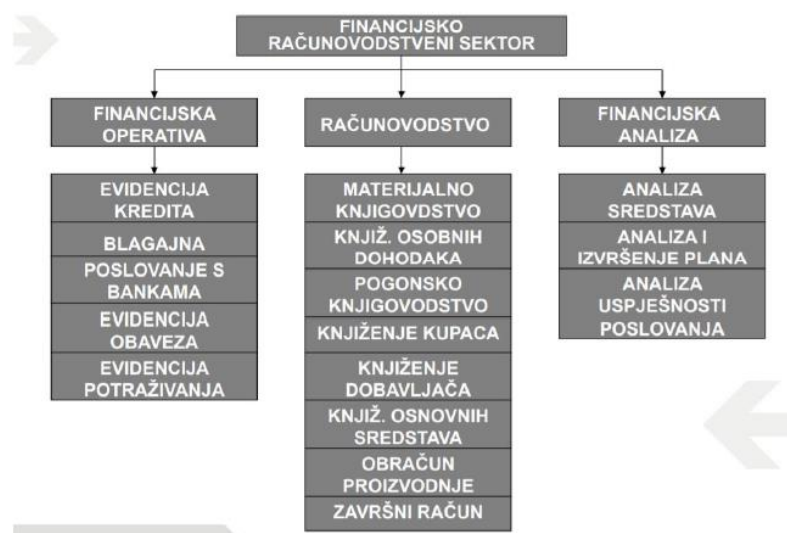 FINANCIJSKO
RAČUNOVODSTVENI SEKTOR
FINANCIJSKA
OPERATIVA
RAČUNOVODSTVO
FINANCIJSKA
ANALIZA
EVIDENCIJA
KREDITA
BLAGAJNA
POSLOVANJE S
BANKAMA
EVIDENCIJA
OBAVEZA
EVIDENCIJA
POTRAŽIVANJA
MATERIJALNO
KNJIGOVDSTVO
KNJIŽ. OSOBNIH
DOHODAKA
POGONSKO
KNJIGOVODSTVO
KNJIŽENJE KUPACA
KNJIŽENJE
DOBAVLJAČA
KNJIŽ. OSNOVNIH
SREDSTAVA
OBRAČUN
PROIZVODNJE
ZAVRŠNI RAČUN
ANALIZA
SREDSTAVA
ANALIZA I
IZVRŠENJE PLANA
ANALIZA
USPJEŠNOSTI
POSLOVANJA